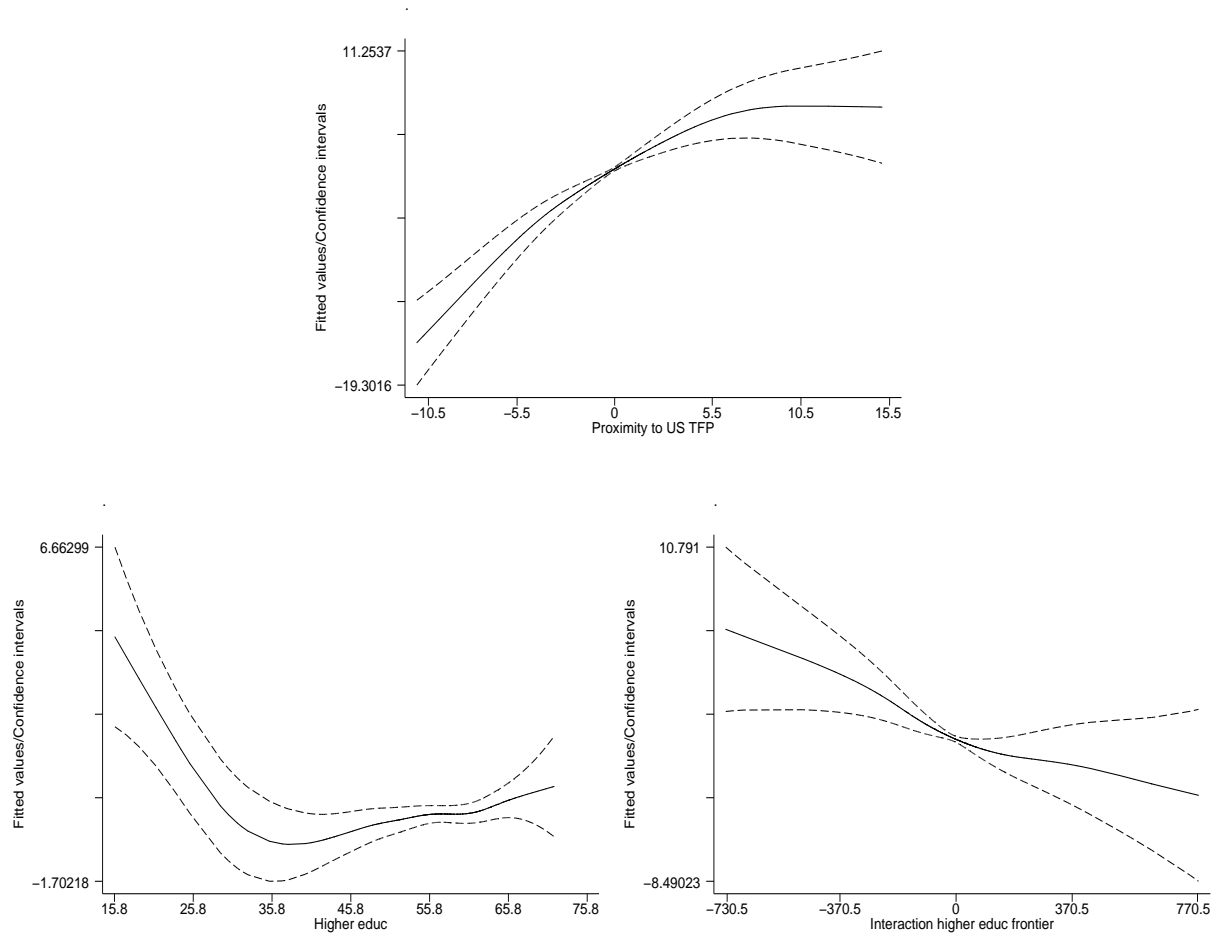 11.2537
Fitted values/Confidence intervals
−19.3016
−10.5 −5.5 0 5.5 10.5 15.5
Proximity to US TFP
6.66299
Fitted values/Confidence intervals
−1.70218
15.8 25.8 35.8 45.8 55.8 65.8 75.8
Higher educ
10.791
Fitted values/Confidence intervals
−8.49023
−730.5 −370.5 0 370.5 770.5
Interaction higher educ frontier